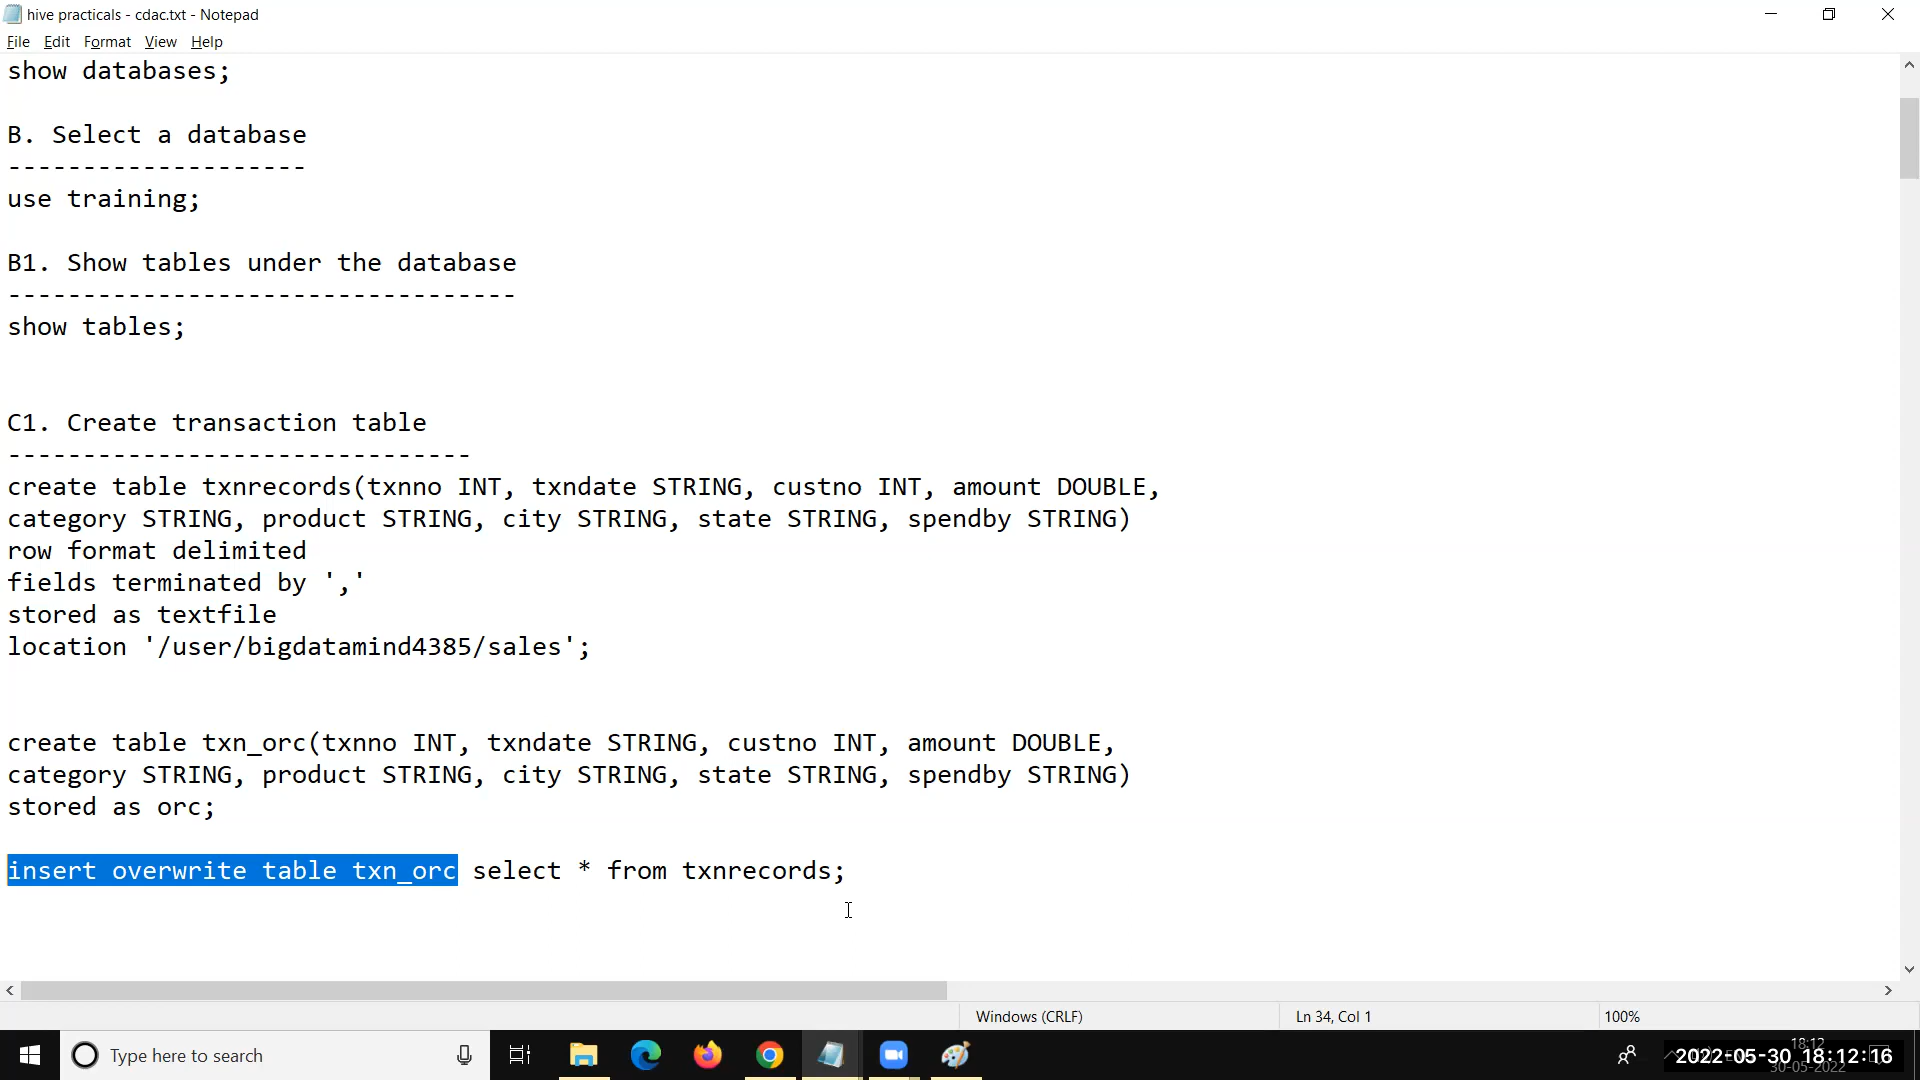 hive practicals - cdac.txt - Notepad
File Edit Format View Help
show databases;
B. Select a database
--------------------
use training;
B1. Show tables under the database
----------------------------------
show tables;
C1. Create transaction table
-------------------------------
create table txnrecords(txnno INT, txndate STRING, custno INT, amount DOUBLE,
category STRING, product STRING, city STRING, state STRING, spendby STRING)
row format delimited
fields terminated by ','
stored as textfile
location '/user/bigdatamind4385/sales';
create table txn_orc(txnno INT, txndate STRING, custno INT, amount DOUBLE,
category STRING, product STRING, city STRING, state STRING, spendby STRING)
stored as orc;
insert overwrite table txn_orc select * from txnrecords;
Windows (CRLF) Ln 34, Col 1 100%
Type here to search
18:12
2022-05-30 18:12:16
30-05-2022